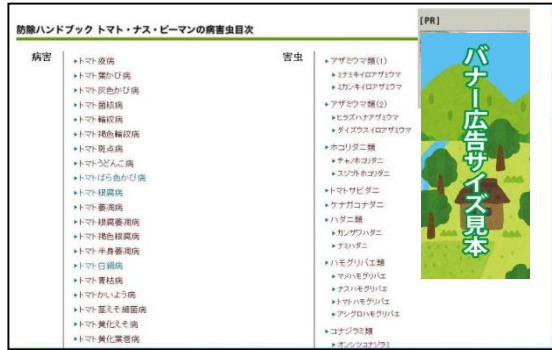 防除ハンドブック トマト・ナス・ピーマンの病害虫目次
病害
トマト疫病
トマト葉かび病
トマト灰色かび病
トマト菌核病
トマト輪紋病
トマト褐色輪紋病
トマト斑点病
トマトうどんこ病
トマトばら色かび病
トマト根腐病
トマト萎凋病
トマト根腐萎凋病
トマト褐色根腐病
トマト半身萎凋病
トマト白絹病
トマト青枯病
トマトかいよう病
トマト茎えそ細菌病
トマト黄化えそ病
トマト黄化葉巻病
害虫
アザミウマ類(1)
ミナミキイロアザミウマ
ミカンキイロアザミウマ
アザミウマ類(2)
ヒラズハナアザミウマ
ダイズウスイロアザミウマ
ホコリダニ類
チャノホコリダニ
スジブトホコリダニ
トマトサビダニ
ケナガコナダニ
ハダニ類
カンザワハダニ
ナミハダニ
ハモグリバエ類
マメハモグリバエ
ナスハモグリバエ
トマトハモグリバエ
アシグロハモグリバエ
コナジラミ類
オンシツコナジラミ
[PR]
バナー広告サイズ見本